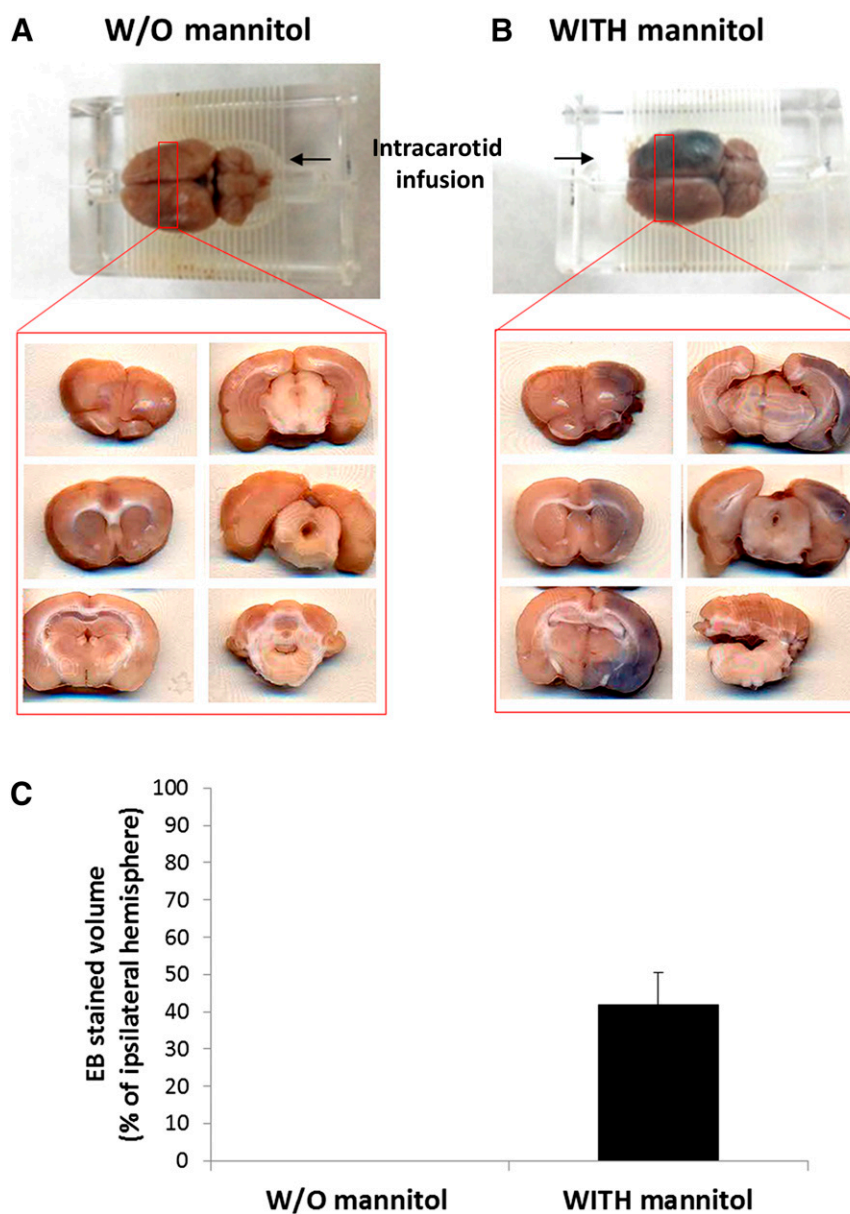 A
W/O mannitol
B
WITH mannitol
Intracarotid
infusion
C
EB stained volume
(% of ipsilateral hemisphere)
100
90
80
70
60
50
40
30
20
10
0
W/O mannitol
WITH mannitol